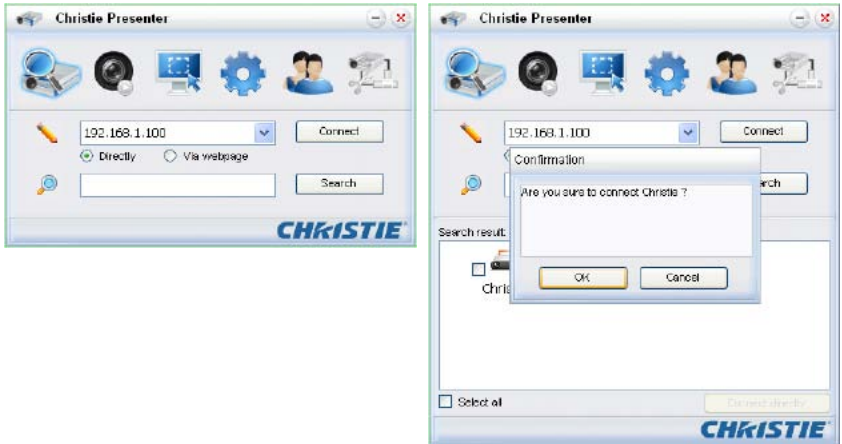 Christie Presenter
192.168.1.100
Connect
Directly
Via webpage
Search
CHRISTIE
Christie Presenter
192.168.1.100
Connect
Confirmation
Are you sure to connect Christie ?
OK
Cancel
arch
Search result:
Chris
Select all
Connect directly
CHRISTIE